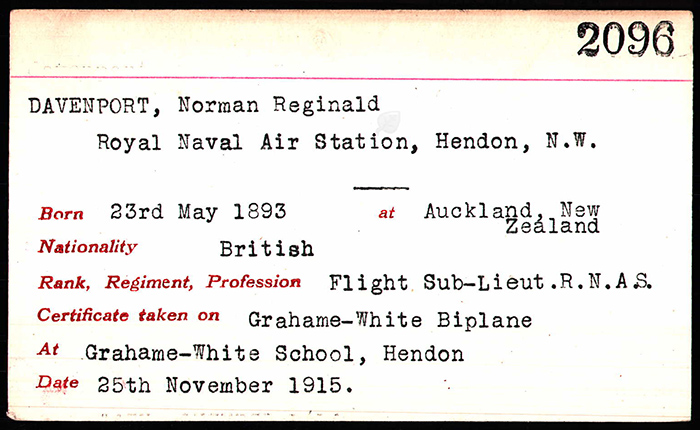 2096
DAVENPORT, Norman Reginald
Royal Naval Air Station, Hendon, N.W.
Born 23rd May 1893 at Auckland, New
Zealand
Nationality British
Rank, Regiment, Profession Flight Sub-Lieut.R.N.A.S.
Certificate taken on Grahame-White Biplane
At Grahame-White School, Hendon
Date 25th November 1915.